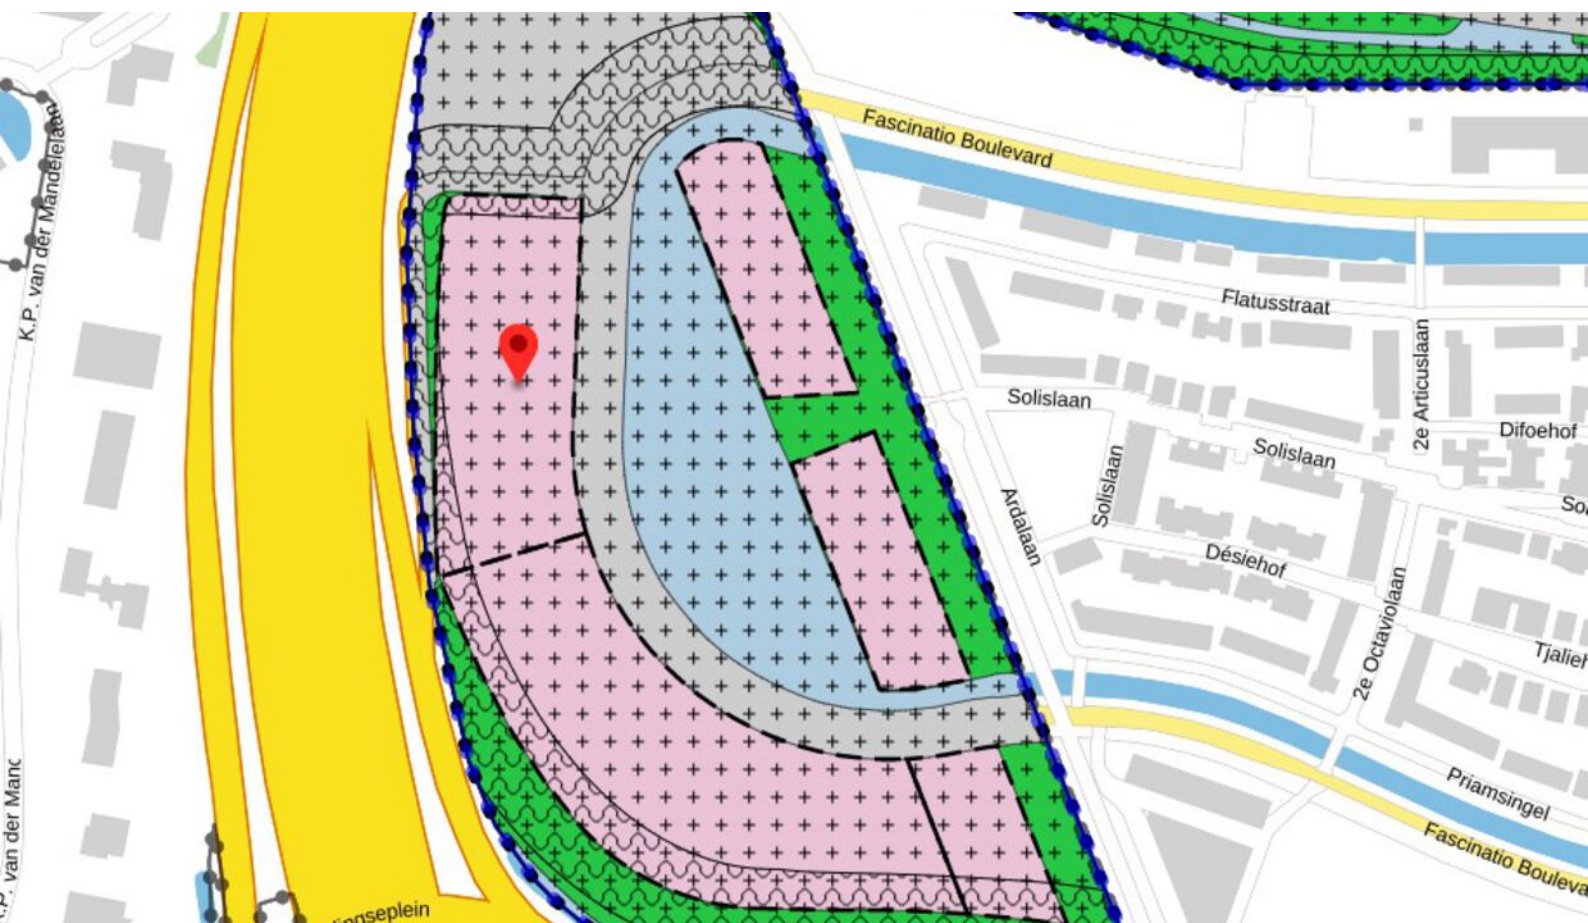 Fascinatio Boulevard
K.P. van der Mandelelaan
Flatusstraat
2e Articuslaan
Solislaan
Difoehof
Solislaan
Solislaan
Ardalaan
Désiehof
2e Octaviolaan
Priamsingel
Fascinatio Bouleva
van der Mand